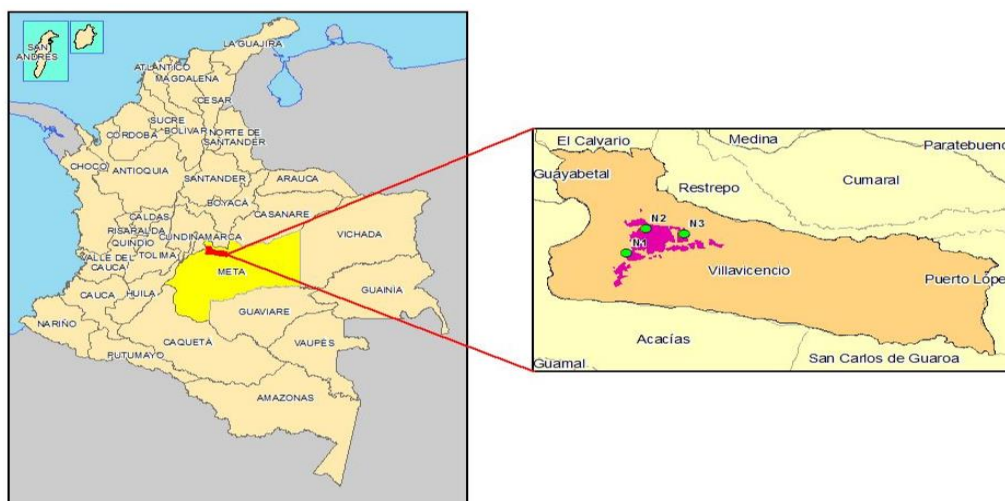 SAN
ANDRES
LA GUAJIRA
ATLANTICO
MAGDALENA
CESAR
SUCRE
BOLIVAR
CORDOBA
NORTE DE
SANTANDER
CHOCO
ANTIOQUIA
SANTANDER
ARAUCA
BOYACA
CASANARE
CALDAS
RISARALDA
QUINDIO
CUNDINAMARCA
VICHADA
VALLE DEL
CAUCA
TOLIMA
META
GUAINIA
CAUCA
HUILA
NARIÑO
GUAVIARE
CAQUETA
VAUPES
PUTUMAYO
AMAZONAS
El Calvario
Medina
Paratebueno
Guayabetal
Restrepo
Cumaral
N2
N3
Villavicencio
Puerto Lópe
Acacías
San Carlos de Guaroa
Guamal